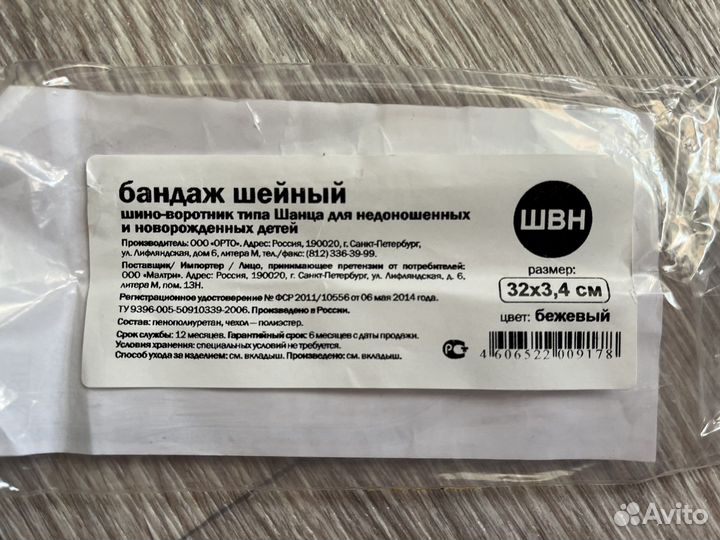 бандаж шейный
шино-воротник типа Шанца для недоношенных
и новорожденных детей
Производитель: ООО «ОРТО». Адрес: Россия, 190020, г. Санкт-Петербург,
ул. Лифляндская, дом 6, литера М, тел./факс: (812) 336-39-99.
Поставщик/ Импортер / Лицо, принимающее претензии от потребителей:
ООО «Малтри». Адрес: Россия, 190020, г. Санкт-Петербург, ул. Лифляндская, д. 6,
литера М, пом. 13Н.
Регистрационное удостоверение № ФСР 2011/10556 от 06 мая 2014 года.
ТУ 9396-005-50910339-2006. Произведено в России.
Состав: пенополиуретан, чехол — полиэстер.
Срок службы: 12 месяцев. Гарантийный срок: 6 месяцев с даты продажи.
Условия хранения: специальных условий не требуется.
Способ ухода за изделием: см. вкладыш. Произведено: см. вкладыш.
ШВН
размер:
32x3,4 см
цвет: бежевый
РСТ
4 606522 009178
Avito